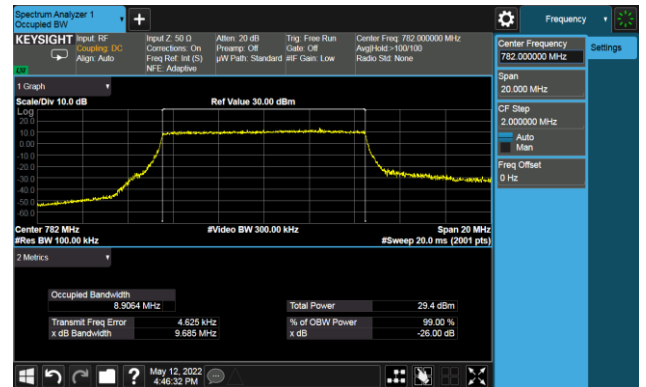 Spectrum Analyzer 1
Occupied BW
Frequency
KEYSIGHT
Input: RF
Coupling: DC
Align: Auto
Input Z: 50 Ω
Corrections: On
Freq Ref: Int (S)
NFE: Adaptive
Atten: 20 dB
Preamp: Off
µW Path: Standard
Trig: Free Run
Gate: Off
#IF Gain: Low
Center Freq: 782.000000 MHz
Avg|Hold:>100/100
Radio Std: None
LXI
Center Frequency
782.000000 MHz
Settings
Span
20.000 MHz
CF Step
2.000000 MHz
Auto
Man
Freq Offset
0 Hz
1 Graph
Scale/Div 10.0 dB
Ref Value 30.00 dBm
Log
20.0
10.0
0.00
-10.0
-20.0
-30.0
-40.0
-50.0
-60.0
Center 782 MHz
#Video BW 300.00 kHz
Span 20 MHz
#Res BW 100.00 kHz
#Sweep 20.0 ms (2001 pts)
2 Metrics
Occupied Bandwidth
8.9064 MHz
Total Power
29.4 dBm
Transmit Freq Error
4.625 kHz
% of OBW Power
99.00 %
x dB Bandwidth
9.685 MHz
x dB
-26.00 dB
May 12, 2022
4:46:32 PM